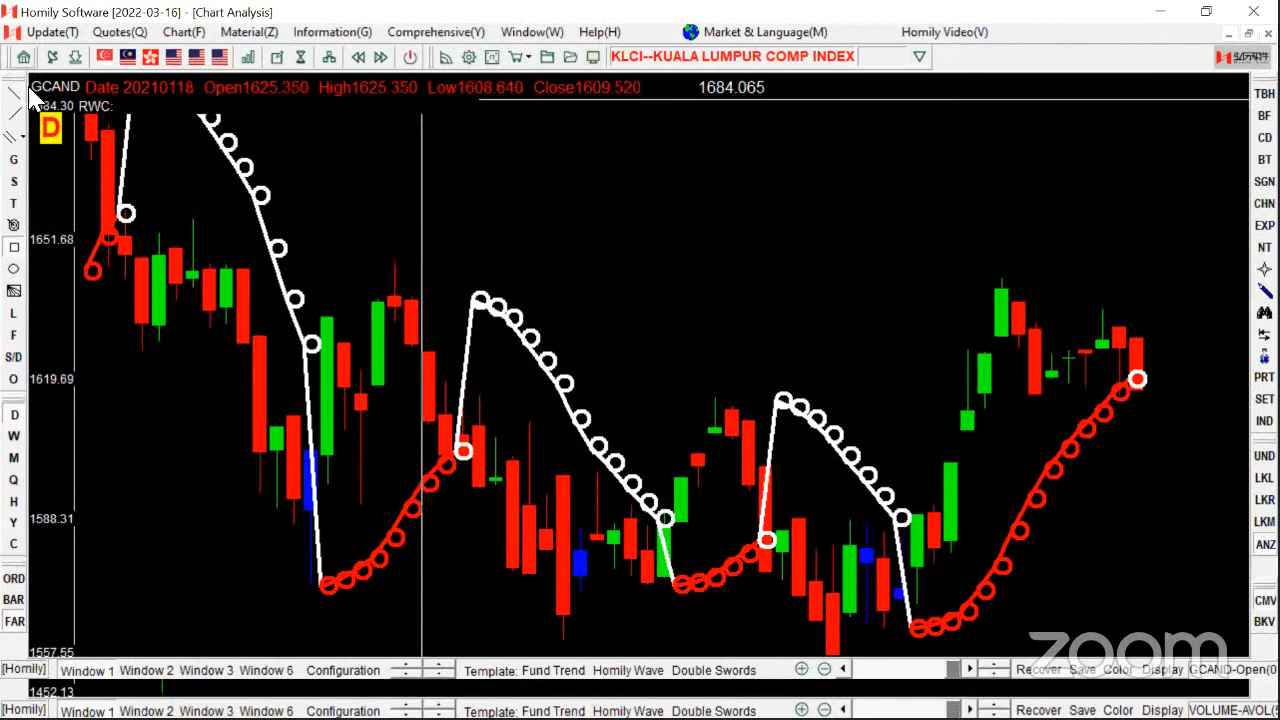 Homily Software [2022-03-16] - [Chart Analysis]
Update(T) Quotes(Z) Chart(F) Material(Z) Information(G) Comprehensive(Y) Window(W) Help(H) Market & Language(M) Homily Video(V)
KLCI--KUALA LUMPUR COMP INDEX
GCAND Date 20210118 Open1625.350 High1625.350 Low1608.640 Close1609.520 1684.065
84.30 RWC:
D
1651.68
1619.69
1588.31
1557.55
G
S
T
L
F
S/D
O
D
W
M
Q
H
Y
C
ORD
BAR
FAR
TBH
BF
CD
BT
SGN
CHN
EXP
NT
PRT
SET
IND
UND
LKL
LKR
LKM
ANZ
CMV
BKV
zoom
[Homily] Window 1 Window 2 Window 3 Window 6 Configuration Template: Fund Trend Homily Wave Double Swords Recover Save Color Display GCAND-Open(0
1452.13
[Homily] Window 1 Window 2 Window 3 Window 6 Configuration Template: Fund Trend Homily Wave Double Swords Recover Save Color Display VOLUME-AVOL(